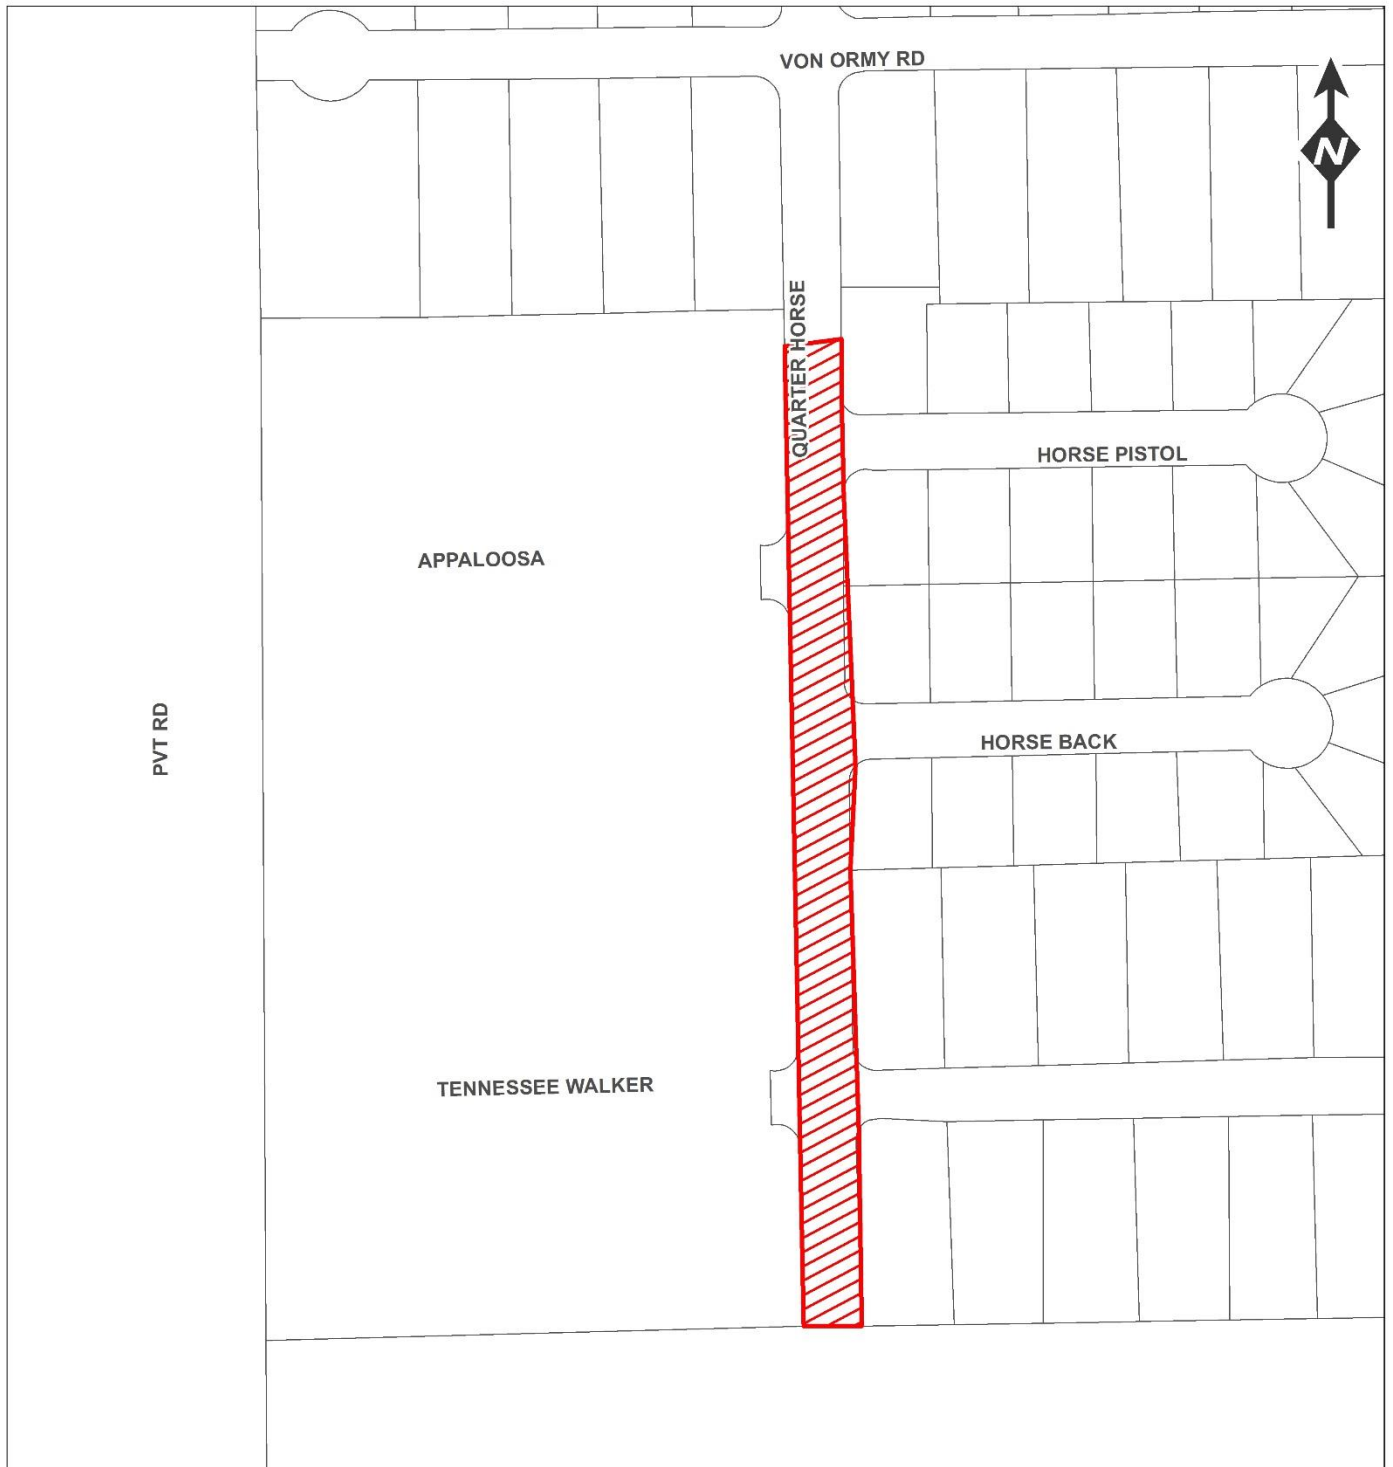 VON ORMY RD
N
QUARTER HORSE
HORSE PISTOL
APPALOOSA
PVT RD
HORSE BACK
TENNESSEE WALKER